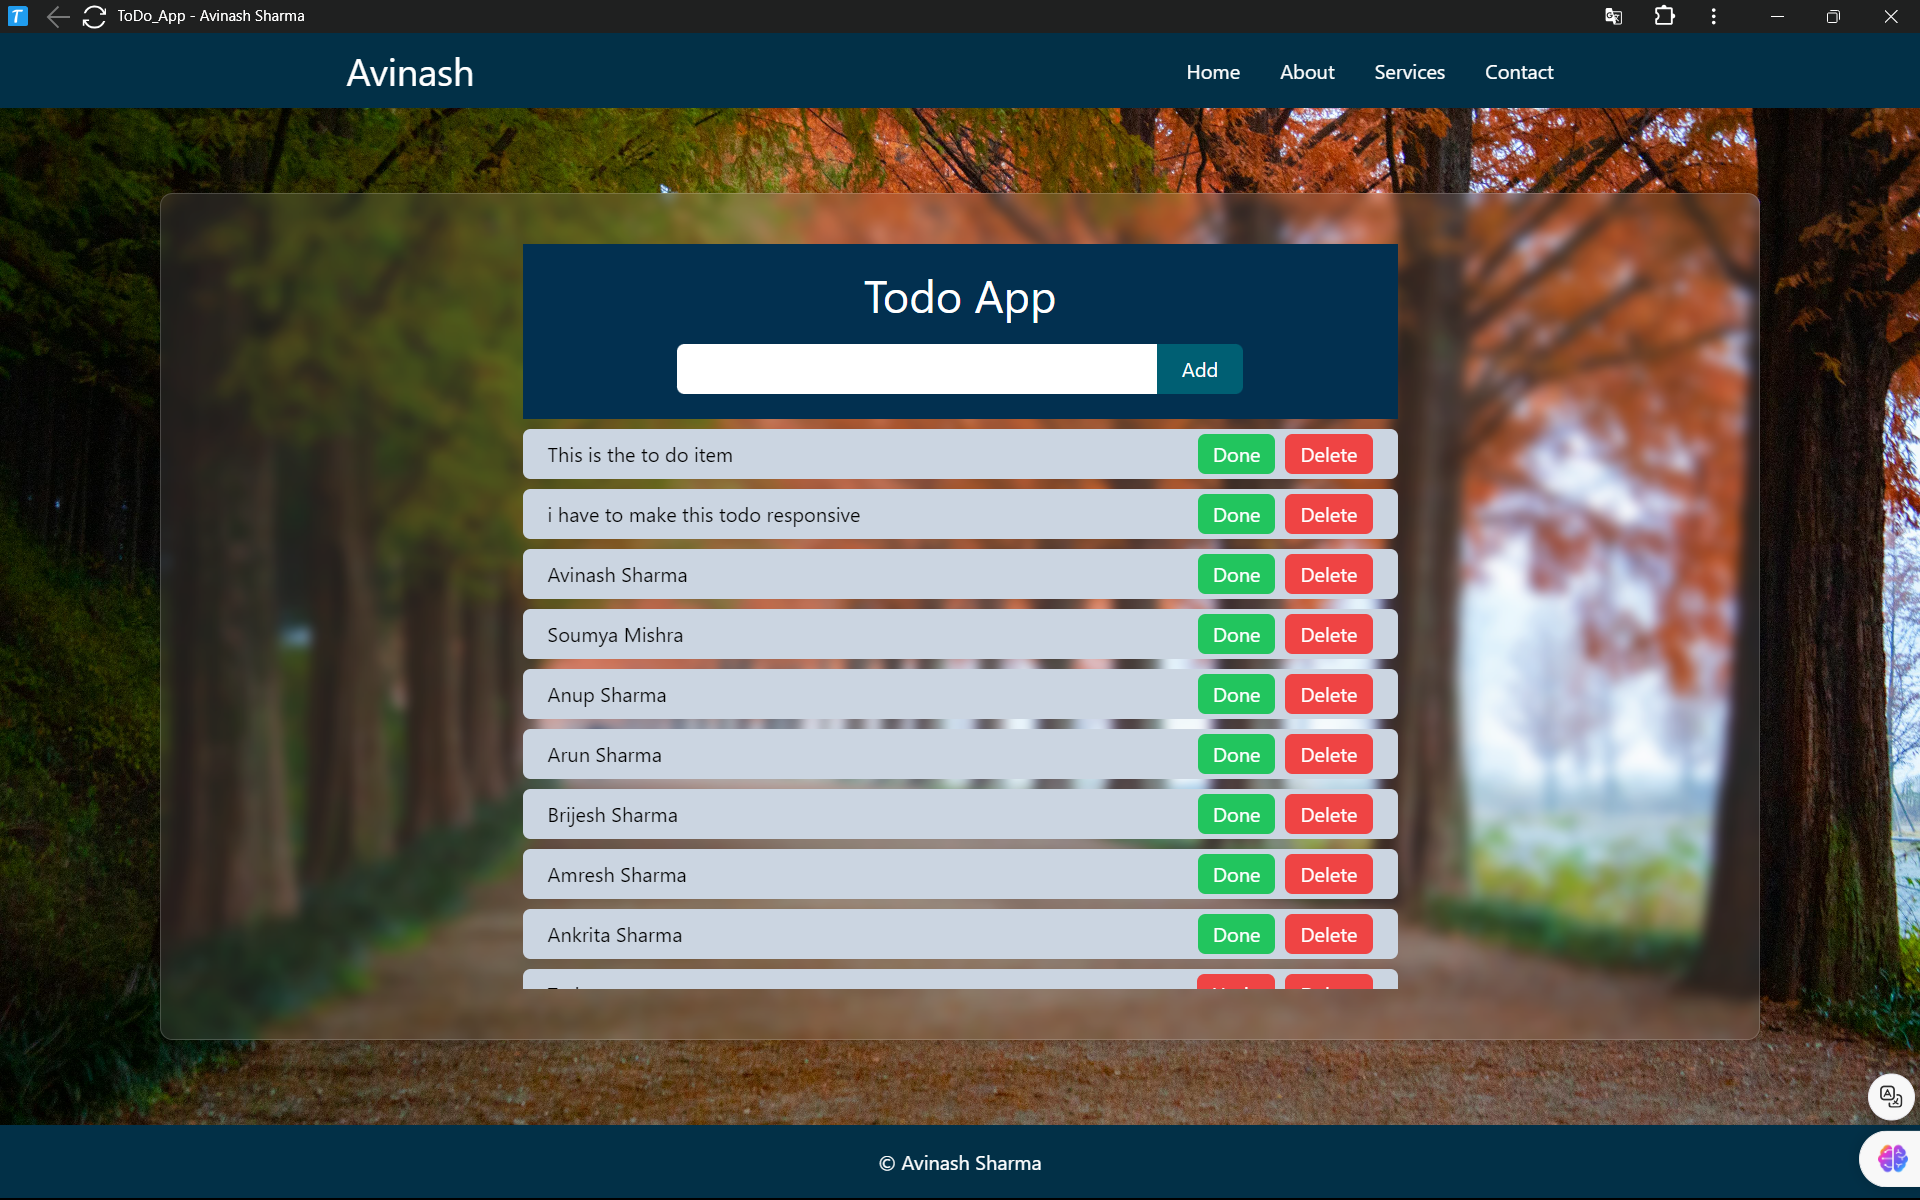 ToDo_App - Avinash Sharma
Avinash
Home About Services Contact
Todo App
Add
This is the to do item Done Delete
i have to make this todo responsive Done Delete
Avinash Sharma Done Delete
Soumya Mishra Done Delete
Anup Sharma Done Delete
Arun Sharma Done Delete
Brijesh Sharma Done Delete
Amresh Sharma Done Delete
Ankrita Sharma Done Delete
© Avinash Sharma